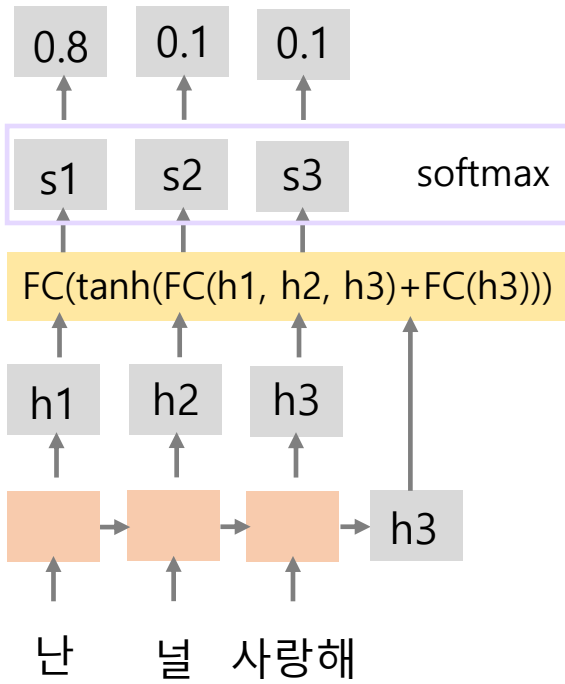 0.8 0.1 0.1
s1 s2 s3 softmax
FC(tanh(FC(h1, h2, h3)+FC(h3)))
h1 h2 h3
h3
난 널 사랑해